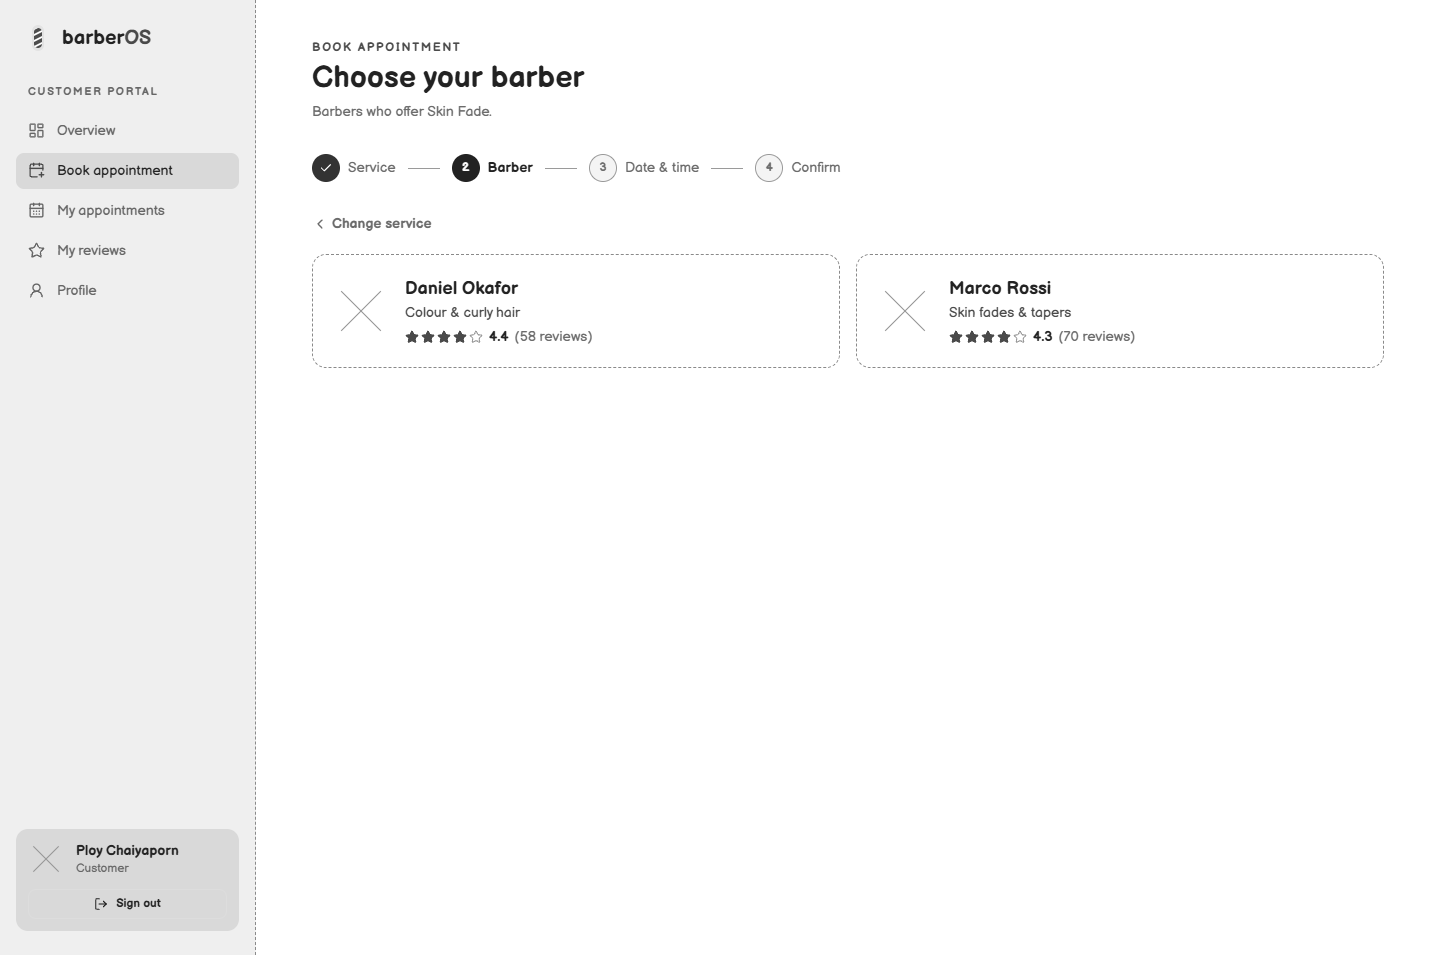 barberOS
CUSTOMER PORTAL
Overview
Book appointment
My appointments
My reviews
Profile
Ploy Chaiyaporn
Customer
Sign out
BOOK APPOINTMENT
Choose your barber
Barbers who offer Skin Fade.
Service
2 Barber
3 Date & time
4 Confirm
Change service
Daniel Okafor
Colour & curly hair
4.4 (58 reviews)
Marco Rossi
Skin fades & tapers
4.3 (70 reviews)